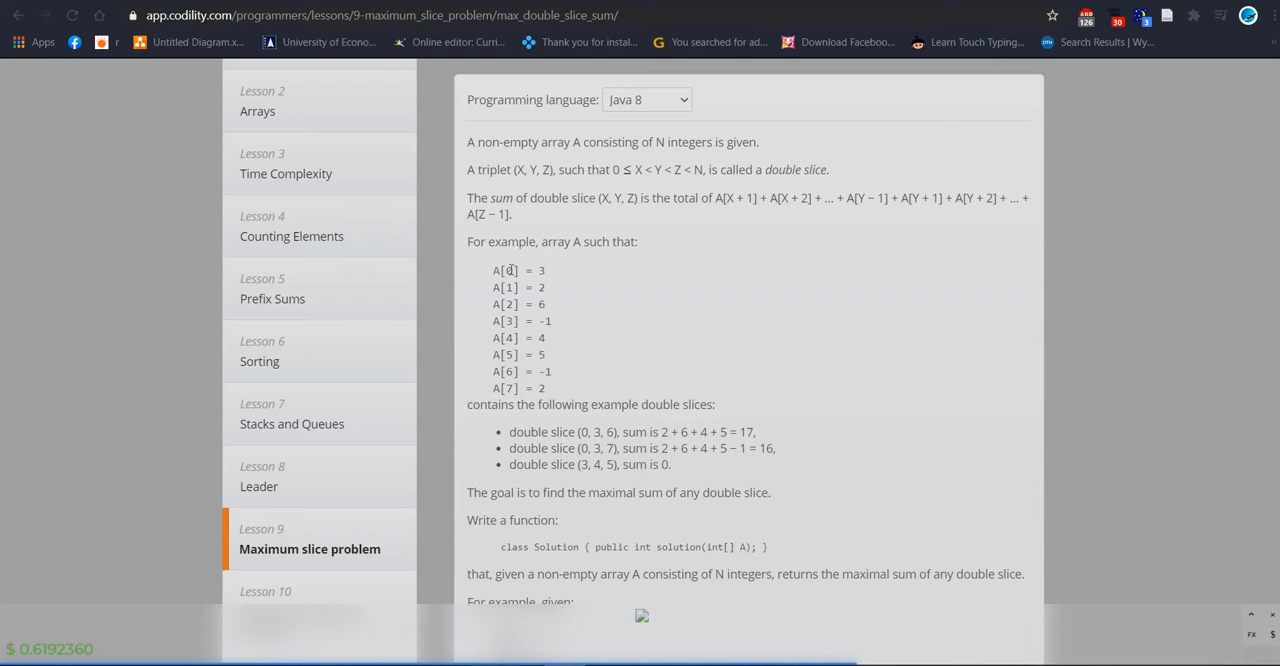 app.codility.com/programmers/lessons/9-maximum_slice_problem/max_double_slice_sum/
ABD
126
30
3
Apps
r
Untitled Diagram.x...
University of Econo...
Online editor: Curri...
Thank you for instal...
G You searched for ad...
Download Faceboo...
Learn Touch Typing...
OTH Search Results | Wy...
Lesson 2
Arrays
Lesson 3
Time Complexity
Lesson 4
Counting Elements
Lesson 5
Prefix Sums
Lesson 6
Sorting
Lesson 7
Stacks and Queues
Lesson 8
Leader
Lesson 9
Maximum slice problem
Lesson 10
Programming language: Java 8
A non-empty array A consisting of N integers is given.
A triplet (X, Y, Z), such that 0 ≤ X < Y < Z < N, is called a double slice.
The sum of double slice (X, Y, Z) is the total of A[X + 1] + A[X + 2] + ... + A[Y − 1] + A[Y + 1] + A[Y + 2] + ... +
A[Z − 1].
For example, array A such that:
A[0] = 3
A[1] = 2
A[2] = 6
A[3] = -1
A[4] = 4
A[5] = 5
A[6] = -1
A[7] = 2
contains the following example double slices:
• double slice (0, 3, 6), sum is 2 + 6 + 4 + 5 = 17,
• double slice (0, 3, 7), sum is 2 + 6 + 4 + 5 − 1 = 16,
• double slice (3, 4, 5), sum is 0.
The goal is to find the maximal sum of any double slice.
Write a function:
class Solution { public int solution(int[] A); }
that, given a non-empty array A consisting of N integers, returns the maximal sum of any double slice.
For example, given:
$ 0.6192360
FX $